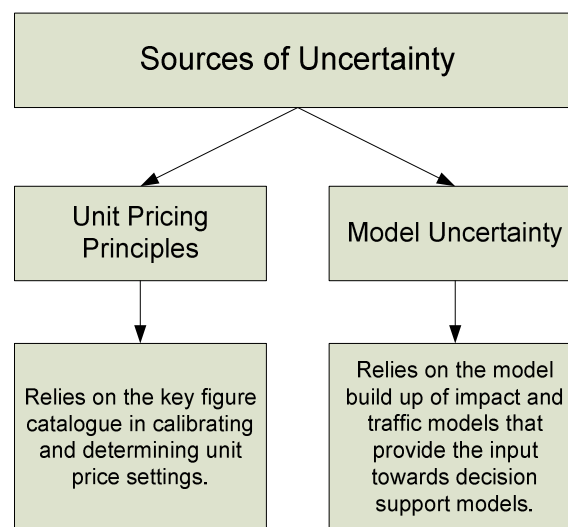 Sources of Uncertainty
Unit Pricing
Principles
Model Uncertainty
Relies on the key figure
catalogue in calibrating
and determining unit
price settings.
Relies on the model
build up of impact and
traffic models that
provide the input
towards decision
support models.